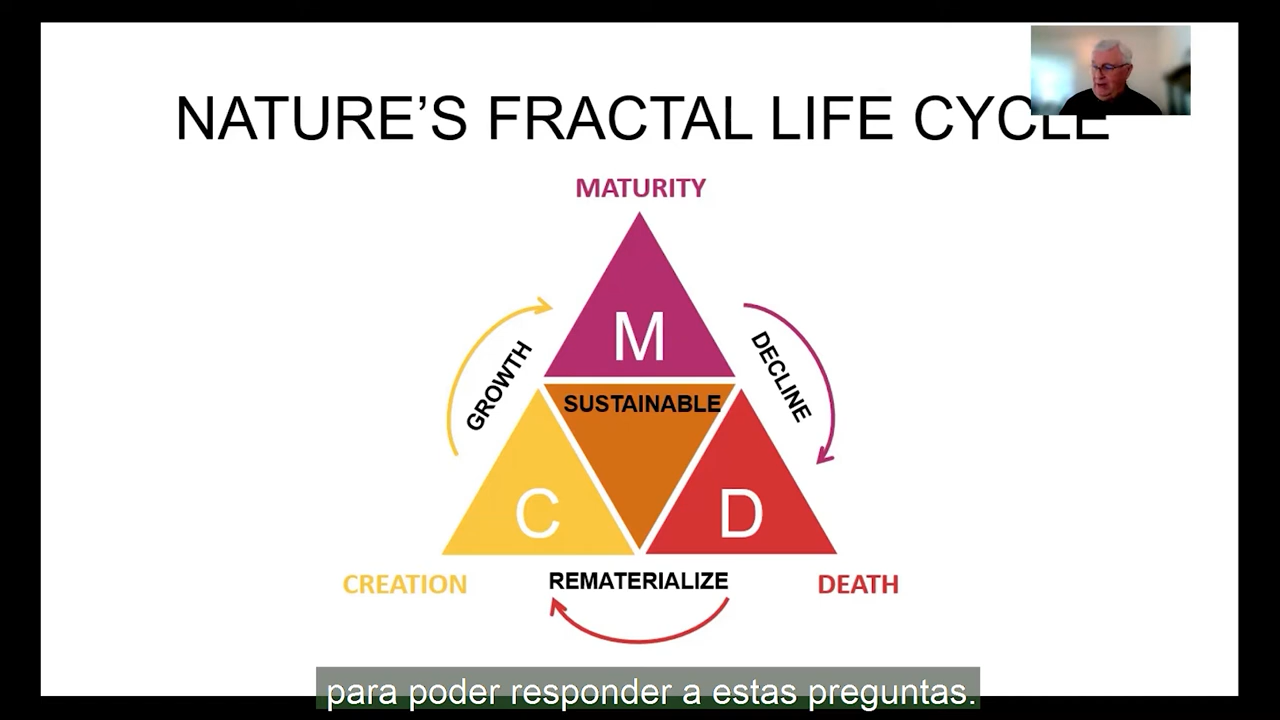 NATURE'S FRACTAL LIFE CYCLE
MATURITY
M
GROWTH
DECLINE
SUSTAINABLE
C
D
CREATION
REMATERIALIZE
DEATH
para poder responder a estas preguntas.